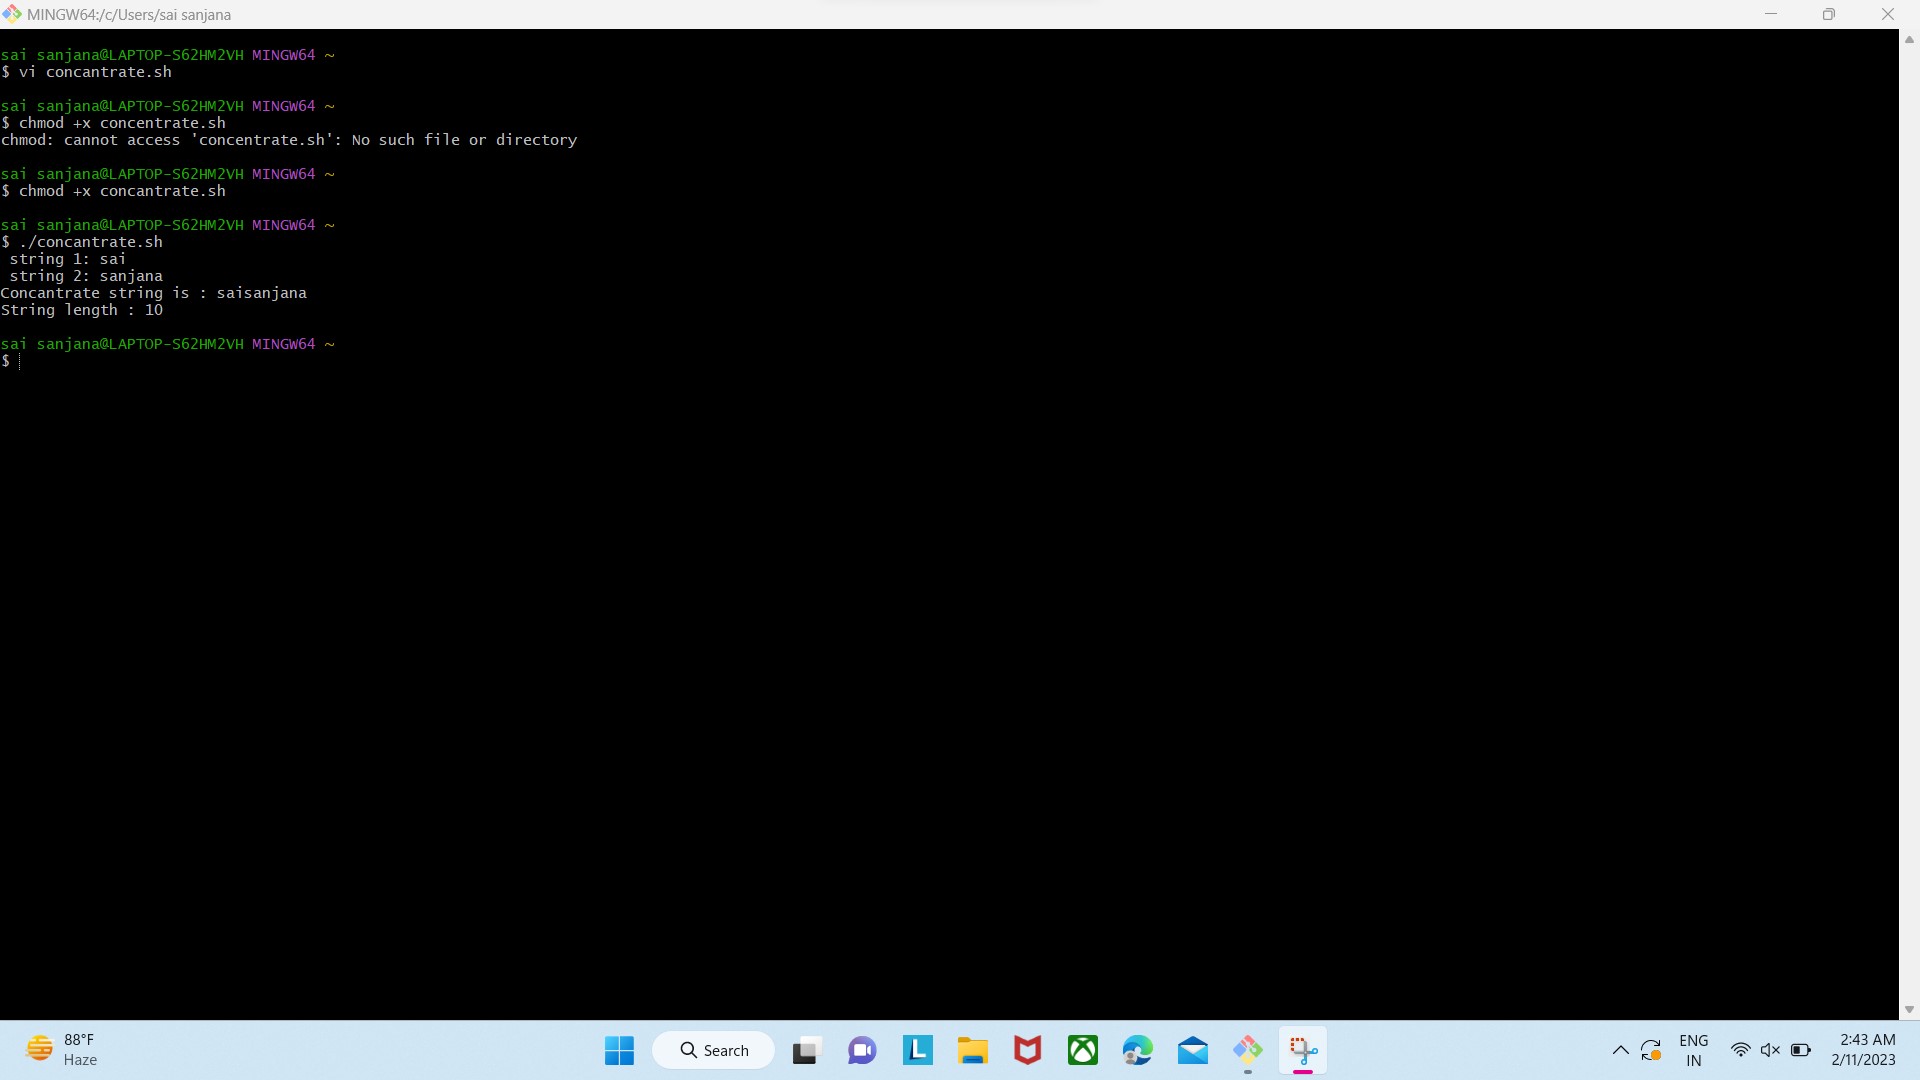 MINGW64:/c/Users/sai sanjana
sai sanjana@LAPTOP-S62HM2VH MINGW64 ~
$ vi concantrate.sh
sai sanjana@LAPTOP-S62HM2VH MINGW64 ~
$ chmod +x concentrate.sh
chmod: cannot access 'concentrate.sh': No such file or directory
sai sanjana@LAPTOP-S62HM2VH MINGW64 ~
$ chmod +x concantrate.sh
sai sanjana@LAPTOP-S62HM2VH MINGW64 ~
$ ./concantrate.sh
string 1: sai
string 2: sanjana
Concantrate string is : saisanjana
String length : 10
sai sanjana@LAPTOP-S62HM2VH MINGW64 ~
$
88°F
Haze
Search
L
ENG
IN
2:43 AM
2/11/2023